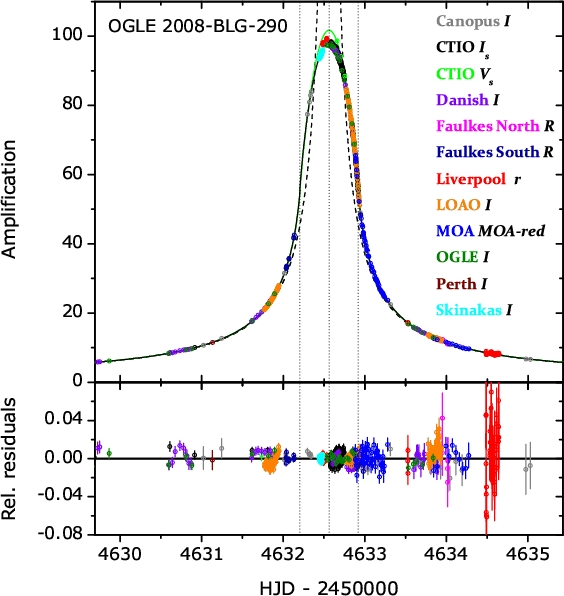 OGLE 2008-BLG-290
Canopus I
CTIO Is
CTIO Vs
Danish I
Faulkes North R
Faulkes South R
Liverpool r
LOAO I
MOA MOA-red
OGLE I
Perth I
Skinakas I
Amplification
100
80
60
40
20
0
Rel. residuals
0.04
0.00
-0.04
-0.08
4630 4631 4632 4633 4634 4635
HJD - 2450000